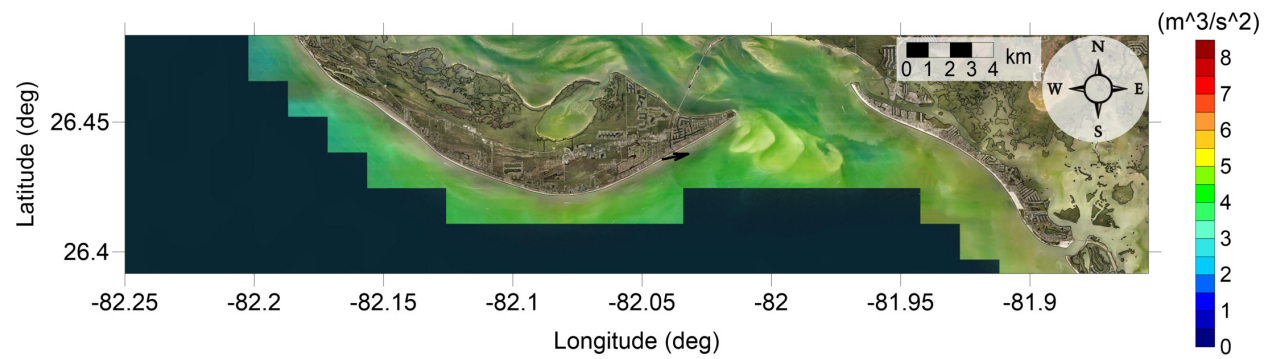 (m^3/s^2)
Latitude (deg)
26.45
26.4
0 1 2 3 4
km
N
W E
S
8
7
6
5
4
3
2
1
0
-82.25 -82.2 -82.15 -82.1 -82.05 -82 -81.95 -81.9
Longitude (deg)